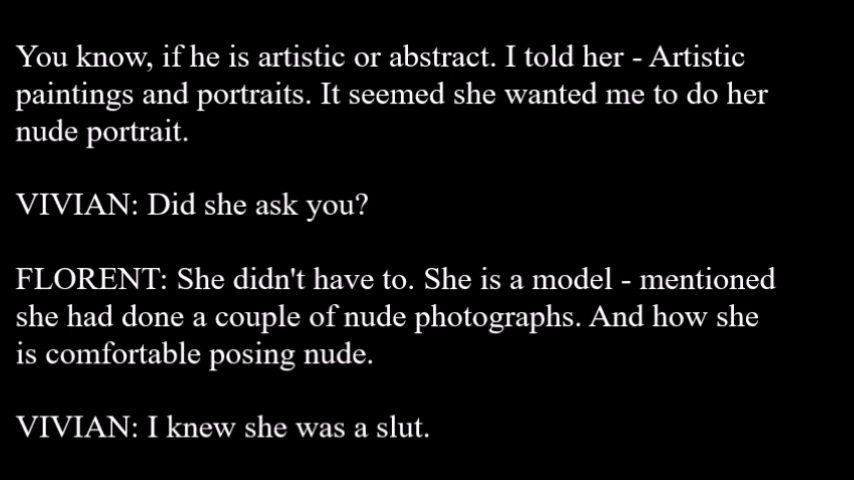 You know, if he is artistic or abstract. I told her - Artistic
paintings and portraits. It seemed she wanted me to do her
nude portrait.
VIVIAN: Did she ask you?
FLORENT: She didn't have to. She is a model - mentioned
she had done a couple of nude photographs. And how she
is comfortable posing nude.
VIVIAN: I knew she was a slut.